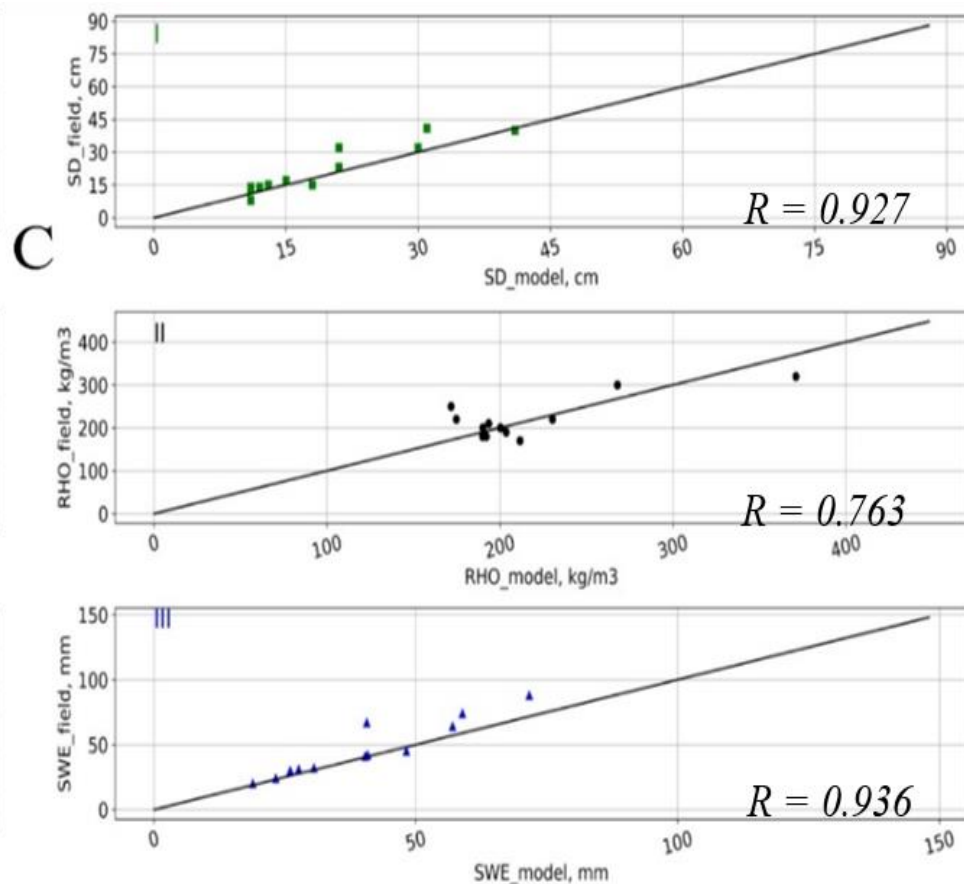 C
I
90
75
60
45
30
15
0
SD_field, cm
R = 0.927
0 15 30 45 60 75 90
SD_model, cm
II
400
300
200
100
0
RHO_field, kg/m3
R = 0.763
0 100 200 300 400
RHO_model, kg/m3
III
150
100
50
0
SWE_field, mm
R = 0.936
0 50 100 150
SWE_model, mm